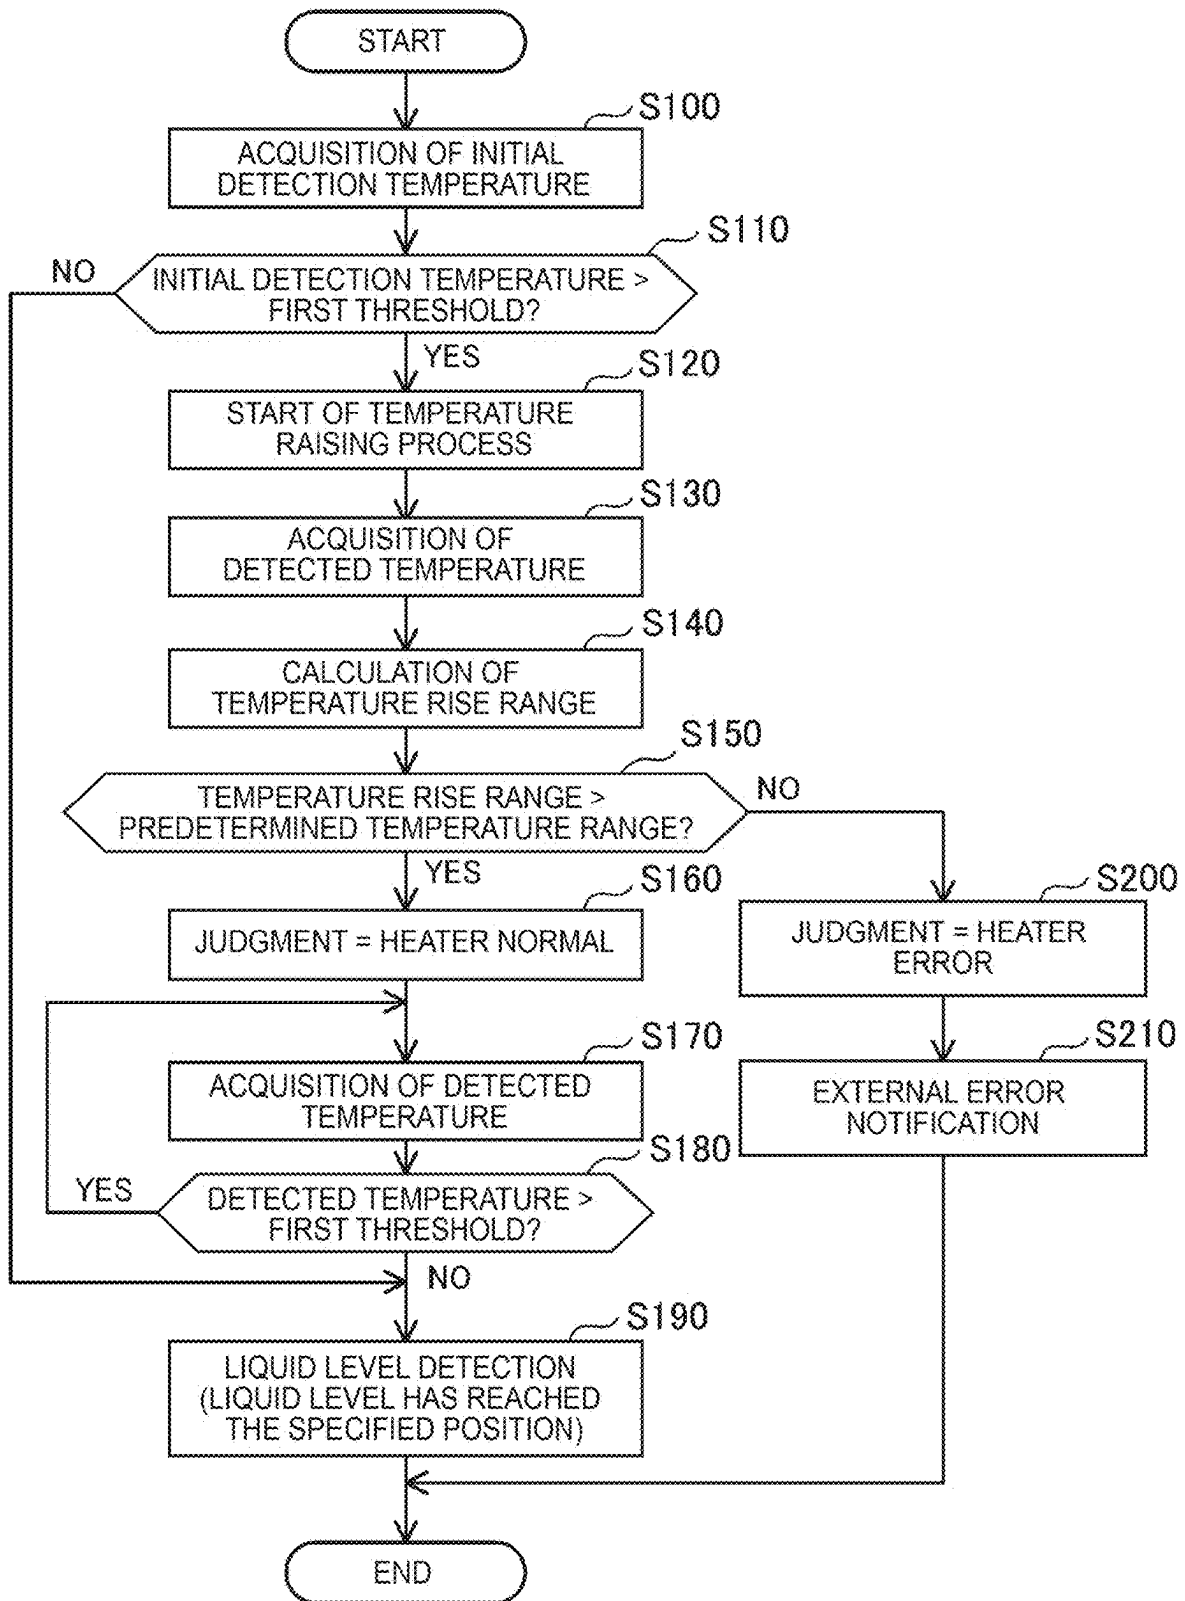 START
S100
ACQUISITION OF INITIAL
DETECTION TEMPERATURE
S110
NO
INITIAL DETECTION TEMPERATURE >
FIRST THRESHOLD?
YES
S120
START OF TEMPERATURE
RAISING PROCESS
S130
ACQUISITION OF
DETECTED TEMPERATURE
S140
CALCULATION OF
TEMPERATURE RISE RANGE
S150
TEMPERATURE RISE RANGE >
PREDETERMINED TEMPERATURE RANGE?
NO
YES
S160
JUDGMENT = HEATER NORMAL
S200
JUDGMENT = HEATER
ERROR
S170
ACQUISITION OF DETECTED
TEMPERATURE
S210
EXTERNAL ERROR
NOTIFICATION
S180
YES
DETECTED TEMPERATURE >
FIRST THRESHOLD?
NO
S190
LIQUID LEVEL DETECTION
(LIQUID LEVEL HAS REACHED
THE SPECIFIED POSITION)
END